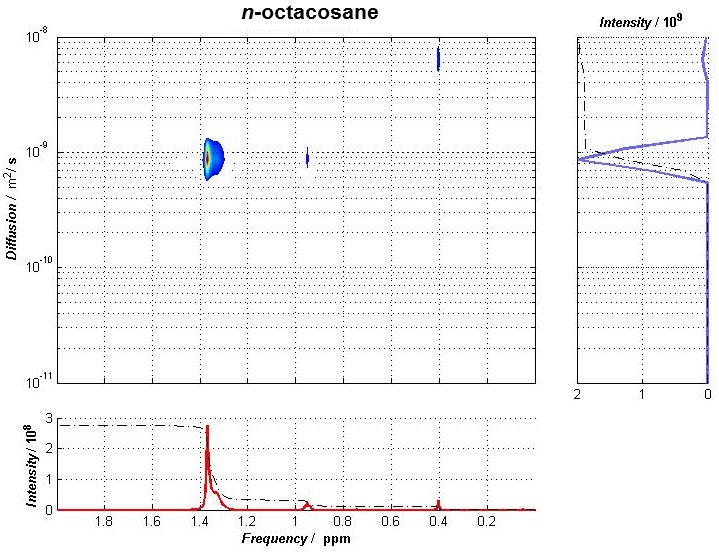 n-octacosane
Intensity / 10⁹
10⁻⁸
10⁻⁹
10⁻¹⁰
10⁻¹¹
Diffusion / m²/ s
2 1 0
3
2
1
0
Intensity / 10⁸
1.8 1.6 1.4 1.2 1 0.8 0.6 0.4 0.2
Frequency / ppm